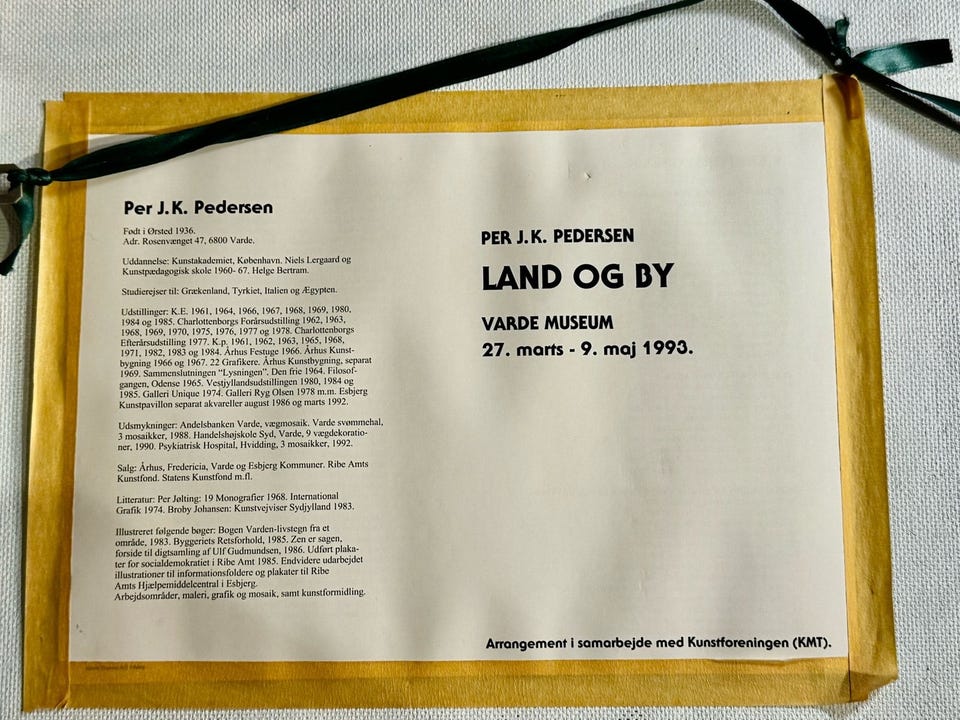 Per J.K. Pedersen
Født i Ørsted 1936.
Adr. Rosenvænget 47, 6800 Varde.
Uddannelse: Kunstakademiet, København. Niels Lergaard og
Kunstpædagogisk skole 1960- 67. Helge Bertram.
Studierejser til: Grækenland, Tyrkiet, Italien og Ægypten.
Udstillinger: K.E. 1961, 1964, 1966, 1967, 1968, 1969, 1980,
1984 og 1985. Charlottenborgs Forårsudstilling 1962, 1963,
1968, 1969, 1970, 1975, 1976, 1977 og 1978. Charlottenborgs
Efterårsudstilling 1977. K.p. 1961, 1962, 1963, 1965, 1968,
1971, 1982, 1983 og 1984. Århus Festuge 1966. Århus Kunst-
bygning 1966 og 1967. 22 Grafikere. Århus Kunstbygning, separat
1969. Sammenslutningen "Lysningen". Den frie 1964. Filosof-
gangen, Odense 1965. Vestjyllandsudstillingen 1980, 1984 og
1985. Galleri Unique 1974. Galleri Ryg Olsen 1978 m.m. Esbjerg
Kunstpavillon separat akvareller august 1986 og marts 1992.
Udsmykninger: Andelsbanken Varde, vægmosaik. Varde svømmehal,
3 mosaikker, 1988. Handelshøjskole Syd, Varde, 9 vægdekoratio-
ner, 1990. Psykiatrisk Hospital, Hvidding, 3 mosaikker, 1992.
Salg: Århus, Fredericia, Varde og Esbjerg Kommuner. Ribe Amts
Kunstfond. Statens Kunstfond m.fl.
Litteratur: Per Jølting: 19 Monografier 1968. International
Grafik 1974. Broby Johansen: Kunstvejviser Sydjylland 1983.
Illustreret følgende bøger: Bogen Varden-livstegn fra et
område, 1983. Byggeriets Retsforhold, 1985. Zen er sagen,
forside til digtsamling af Ulf Gudmundsen, 1986. Udført plaka-
ter for socialdemokratiet i Ribe Amt 1985. Endvidere udarbejdet
illustrationer til informationsfoldere og plakater til Ribe
Amts Hjælpemiddelcentral i Esbjerg.
Arbejdsområder, maleri, grafik og mosaik, samt kunstformidling.
PER J.K. PEDERSEN
LAND OG BY
VARDE MUSEUM
27. marts - 9. maj 1993.
Arrangement i samarbejde med Kunstforeningen (KMT).